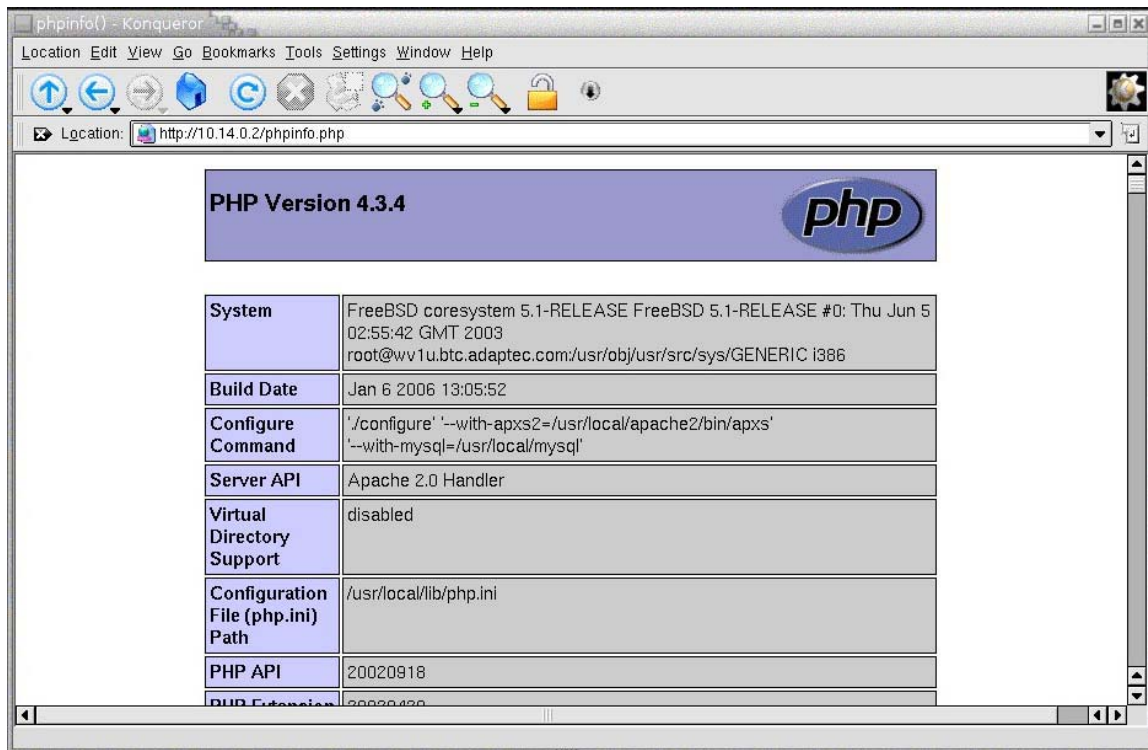 phpinfo() - Konqueror
Location Edit View Go Bookmarks Tools Settings Window Help
Location: http://10.14.0.2/phpinfo.php
PHP Version 4.3.4
php
System
FreeBSD coresystem 5.1-RELEASE FreeBSD 5.1-RELEASE #0: Thu Jun 5
02:55:42 GMT 2003
root@wv1u.btc.adaptec.com:/usr/obj/usr/src/sys/GENERIC i386
Build Date
Jan 6 2006 13:05:52
Configure
Command
'./configure' '--with-apxs2=/usr/local/apache2/bin/apxs'
'--with-mysql=/usr/local/mysql'
Server API
Apache 2.0 Handler
Virtual
Directory
Support
disabled
Configuration
File (php.ini)
Path
/usr/local/lib/php.ini
PHP API
20020918
PHP Extension
20020429